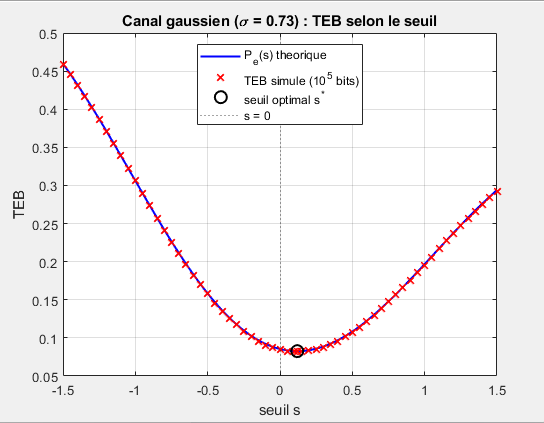 Canal gaussien (σ = 0.73) : TEB selon le seuil
0.5
0.45
0.4
0.35
0.3
0.25
0.2
0.15
0.1
0.05
TEB
P_e(s) theorique
TEB simule (10^5 bits)
seuil optimal s^*
s = 0
-1.5
-1
-0.5
0
0.5
1
1.5
seuil s